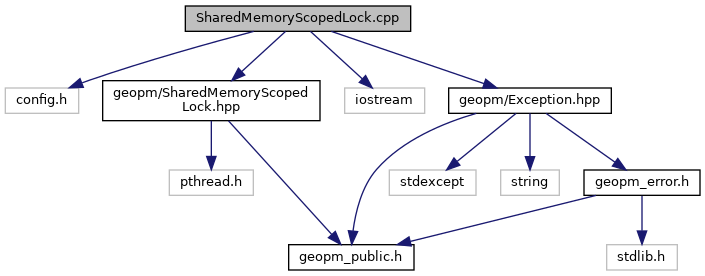 SharedMemoryScopedLock.cpp
config.h
geopm/SharedMemoryScoped
Lock.hpp
iostream
geopm/Exception.hpp
pthread.h
stdexcept
string
geopm_error.h
geopm_public.h
stdlib.h